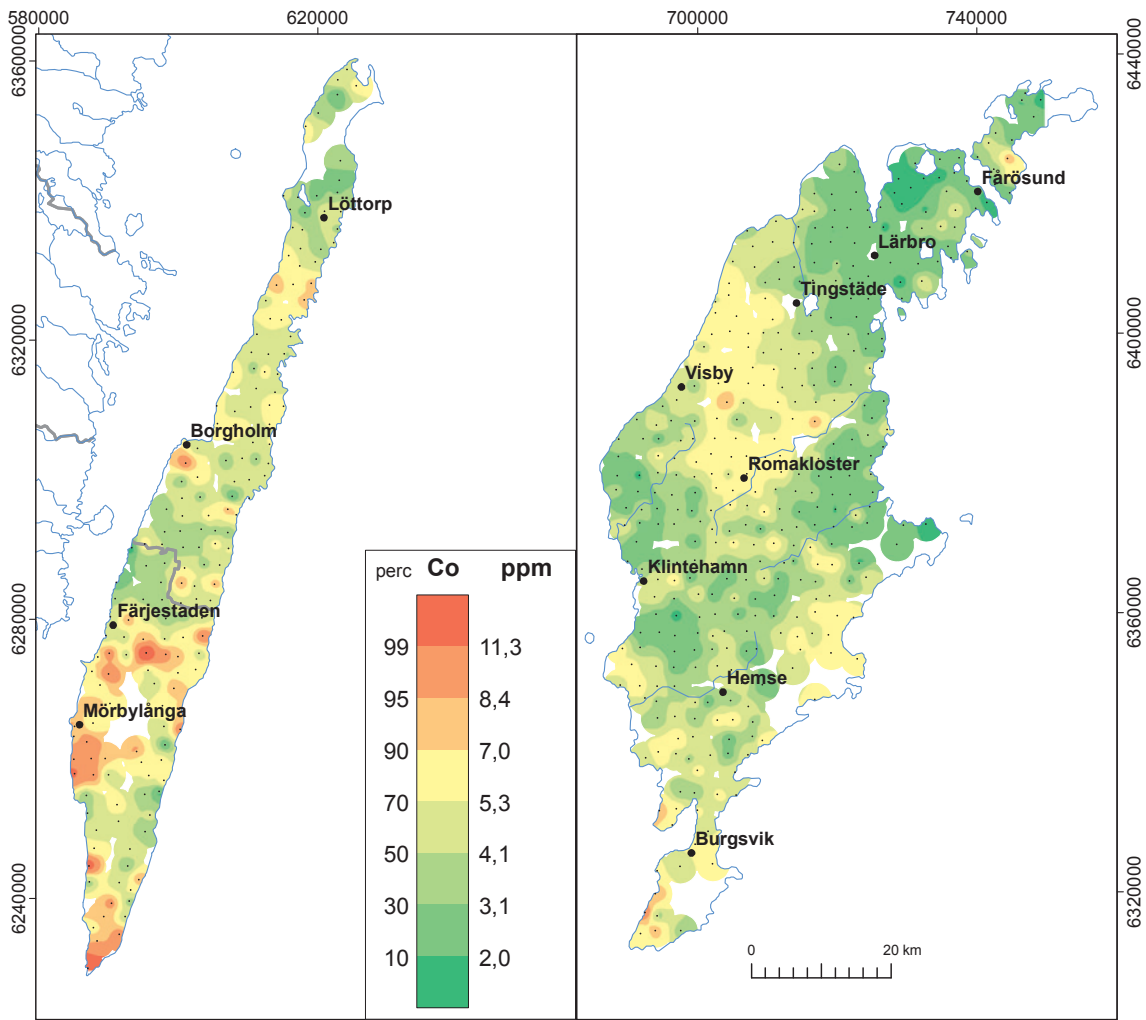 580000 620000 700000 740000
6360000
6320000
6280000
6240000
6440000
6400000
6360000
6320000
Löttorp
Borgholm
Färjestaden
Mörbylånga
Fårösund
Lärbro
Tingstäde
Visby
Romakloster
Klintehamn
Hemse
Burgsvik
perc Co ppm
99 11,3
95 8,4
90 7,0
70 5,3
50 4,1
30 3,1
10 2,0
0 20 km